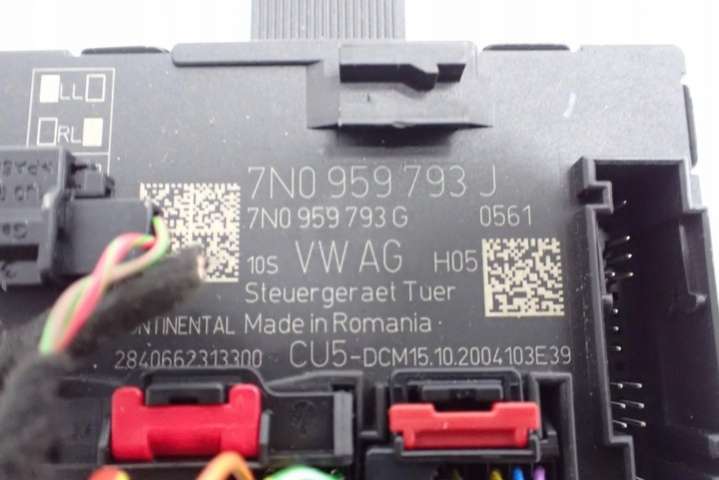 LL
RL
7N0 959 793 J
7N0 959 793 G 0561
10S VW AG H05
Steuergeraet Tuer
Made in Romania
2840662313300 CU5-DCM15.10.2004103E39